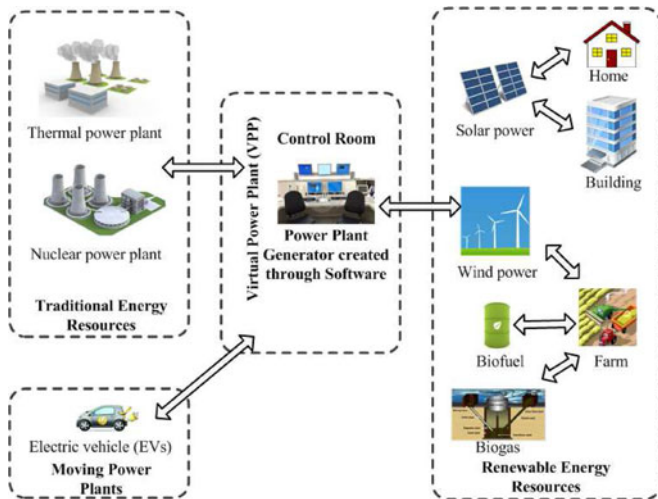 Thermal power plant
Nuclear power plant
Traditional Energy
Resources
Electric vehicle (EVs)
Moving Power
Plants
Virtual Power Plant (VPP)
Control Room
Power Plant
Generator created
through Software
Home
Solar power
Building
Wind power
Biofuel
Farm
Biogas
Renewable Energy
Resources